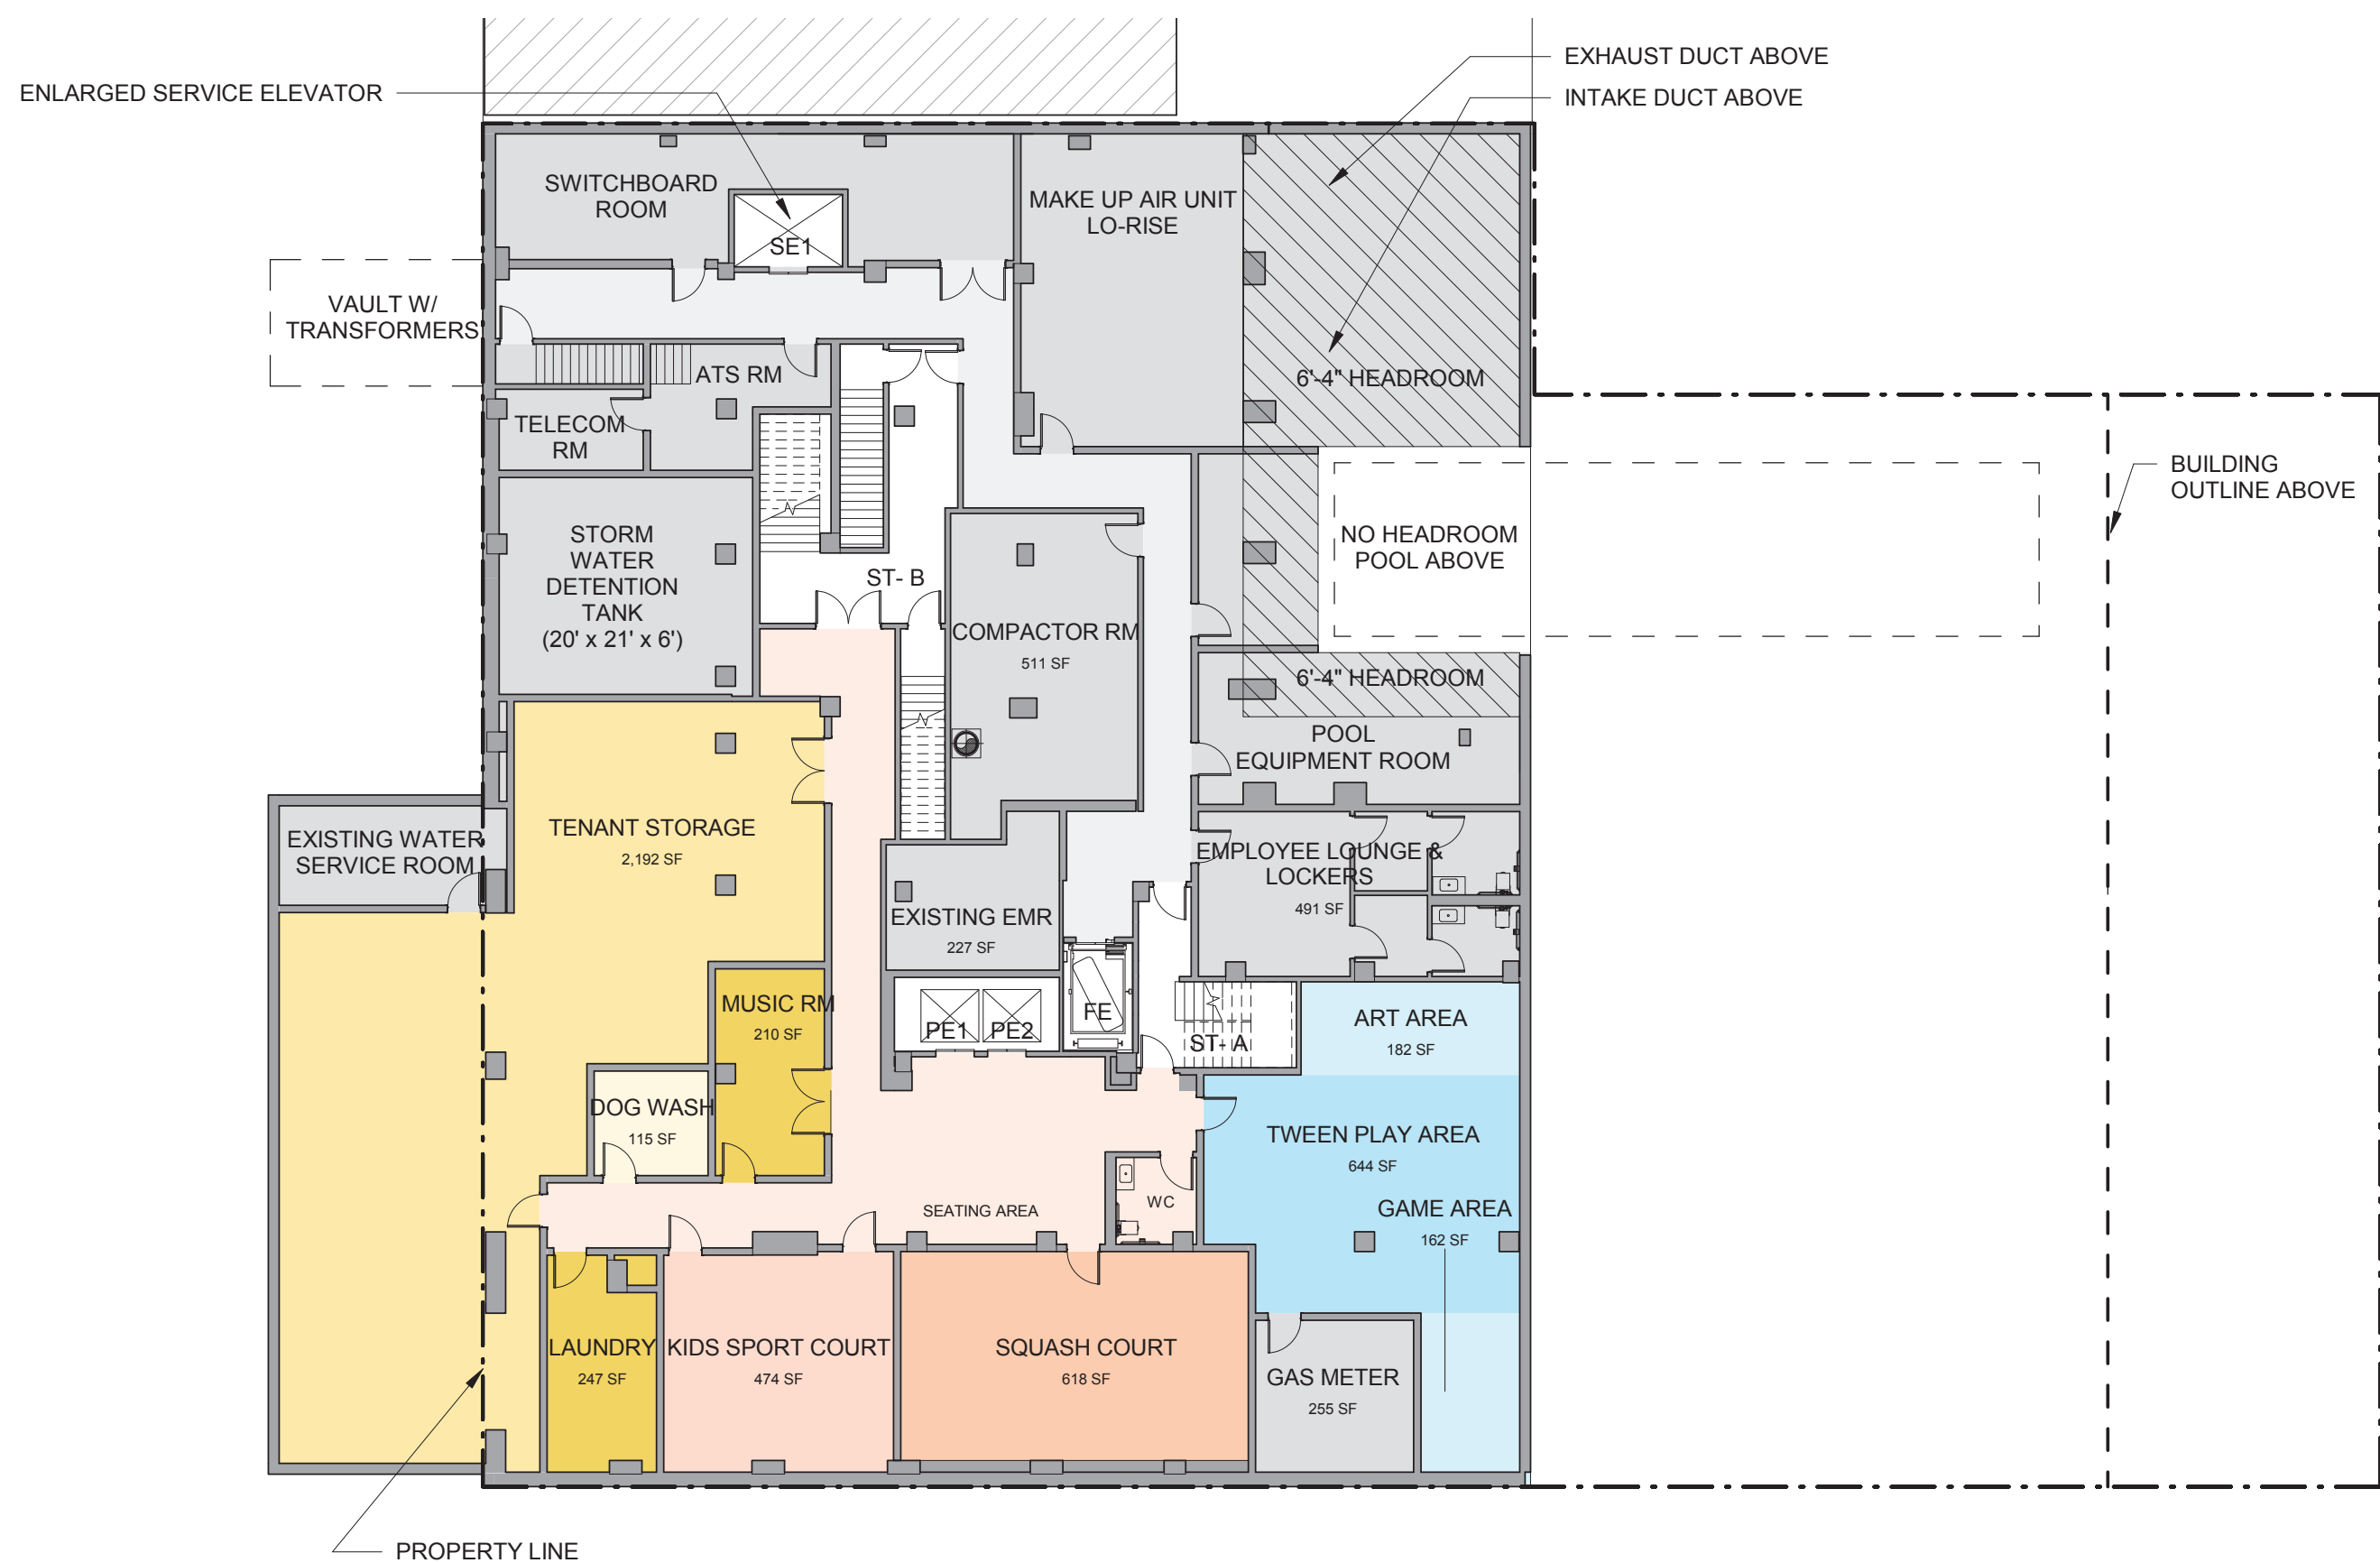 EXHAUST DUCT ABOVE
INTAKE DUCT ABOVE
ENLARGED SERVICE ELEVATOR
SWITCHBOARD
ROOM
SE1
MAKE UP AIR UNIT
LO-RISE
VAULT W/
TRANSFORMERS
ATS RM
6'-4" HEADROOM
TELECOM
RM
BUILDING
OUTLINE ABOVE
STORM
WATER
DETENTION
TANK
(20' x 21' x 6')
NO HEADROOM
POOL ABOVE
ST- B
COMPACTOR RM
511 SF
6'-4" HEADROOM
POOL
EQUIPMENT ROOM
TENANT STORAGE
2,192 SF
EXISTING WATER
SERVICE ROOM
EMPLOYEE LOUNGE &
LOCKERS
491 SF
EXISTING EMR
227 SF
MUSIC RM
210 SF
PE1
PE2
FE
ST- A
ART AREA
182 SF
DOG WASH
115 SF
TWEEN PLAY AREA
644 SF
SEATING AREA
WC
GAME AREA
162 SF
LAUNDRY
247 SF
KIDS SPORT COURT
474 SF
SQUASH COURT
618 SF
GAS METER
255 SF
PROPERTY LINE